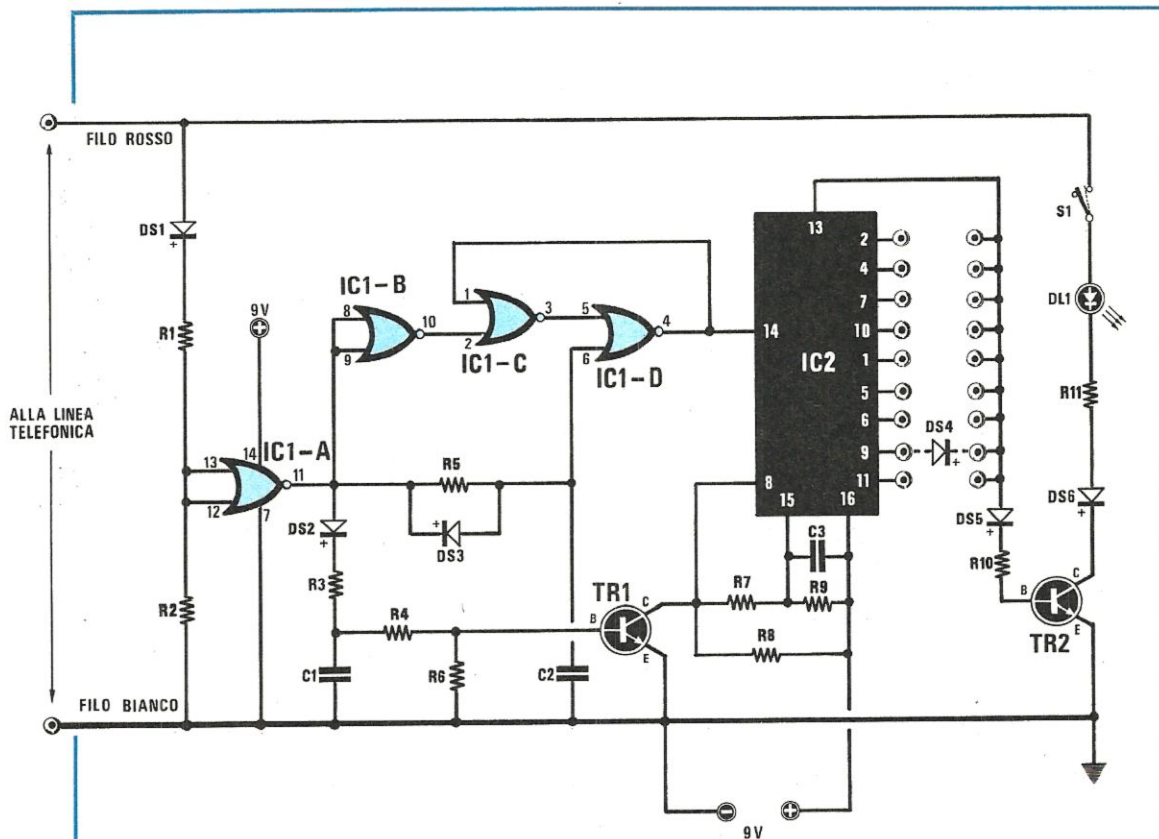 FILO ROSSO
DS1
+
R1
9V
+
ALLA LINEA
TELEFONICA
13
14
IC1-A
11
12
7
R2
FILO BIANCO
IC1-B
8
9
10
1
2
3
IC1-C
5
6
4
IC1-D
R5
+
DS3
DS2
+
R3
R4
C1
R6
C2
TR1
B
C
E
13
14
IC2
2
4
7
10
1
5
6
9
11
8
15
16
DS4
+
C3
R7
R9
R8
DS5
+
R10
S1
DL1
R11
DS6
+
B
C
E
TR2
-
+
9V